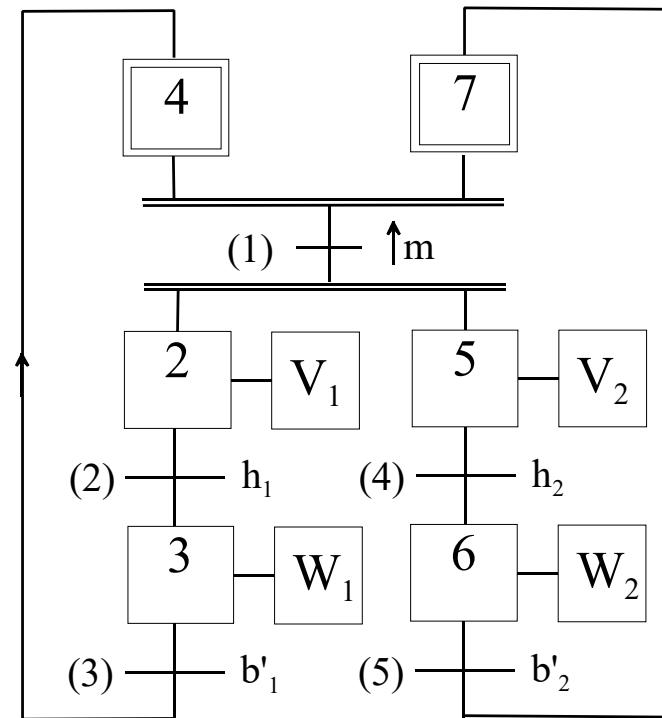 4 7
(1) ↑m
2 V₁ 5 V₂
(2) h₁ (4) h₂
3 W₁ 6 W₂
(3) b'₁ (5) b'₂